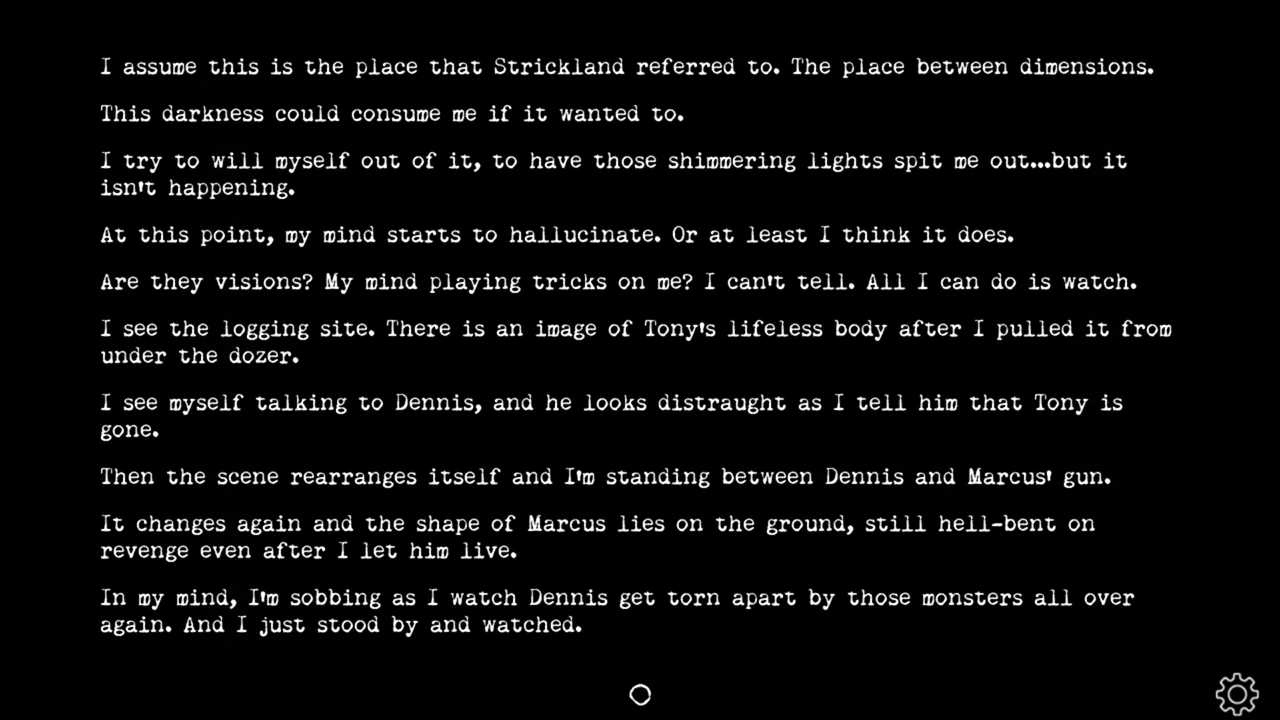 I assume this is the place that Strickland referred to. The place between dimensions.
This darkness could consume me if it wanted to.
I try to will myself out of it, to have those shimmering lights spit me out...but it
isn't happening.
At this point, my mind starts to hallucinate. Or at least I think it does.
Are they visions? My mind playing tricks on me? I can't tell. All I can do is watch.
I see the logging site. There is an image of Tony's lifeless body after I pulled it from
under the dozer.
I see myself talking to Dennis, and he looks distraught as I tell him that Tony is
gone.
Then the scene rearranges itself and I'm standing between Dennis and Marcus' gun.
It changes again and the shape of Marcus lies on the ground, still hell-bent on
revenge even after I let him live.
In my mind, I'm sobbing as I watch Dennis get torn apart by those monsters all over
again. And I just stood by and watched.